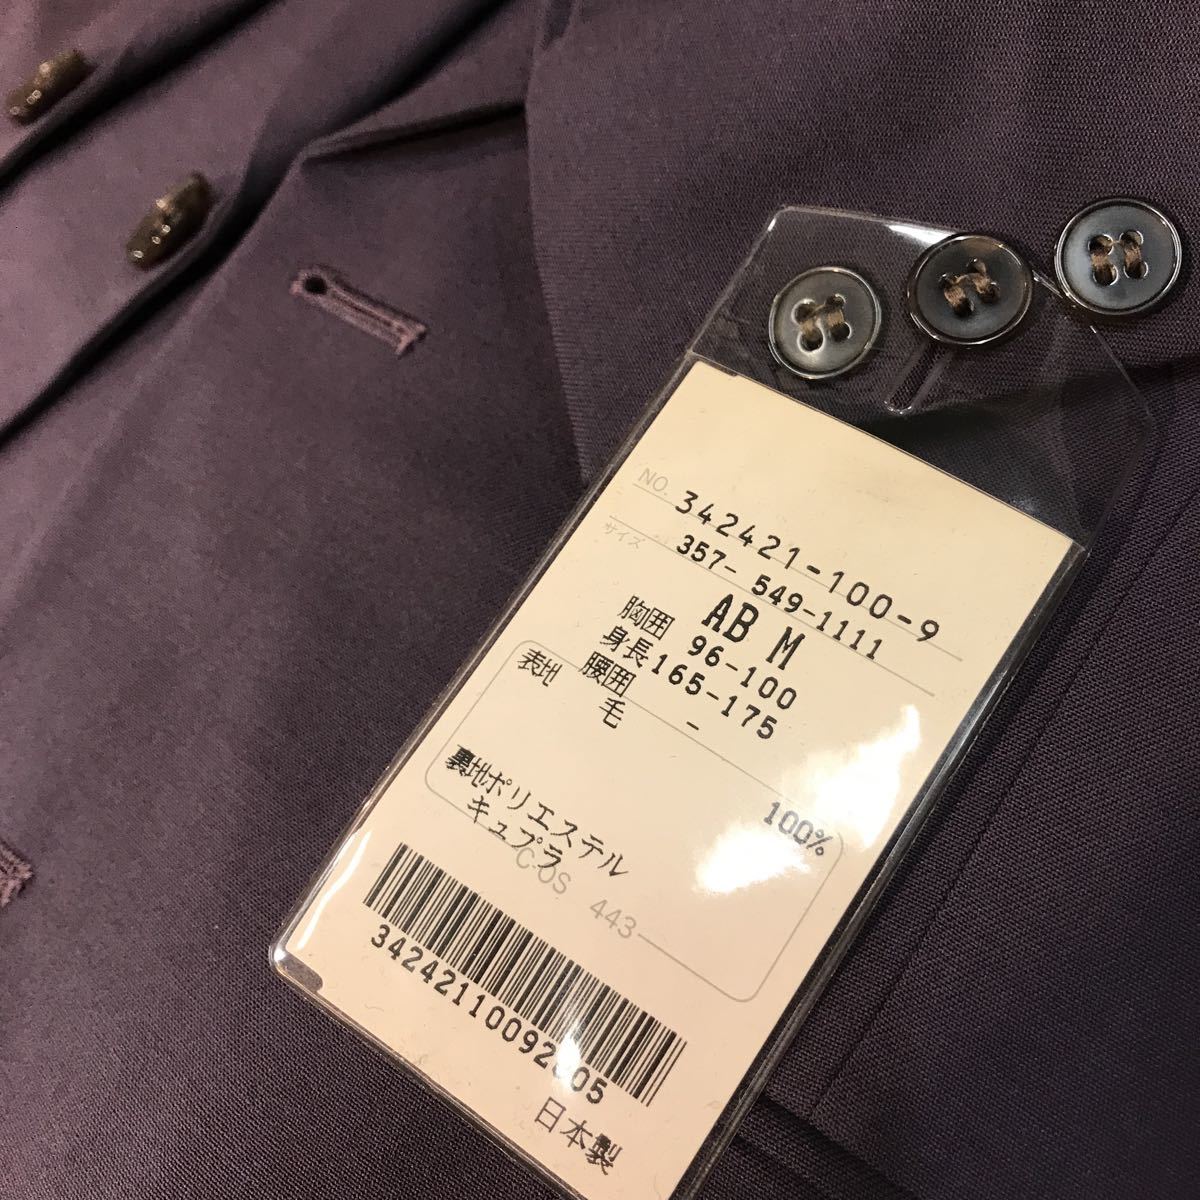 NO. 342421-100-9
サイズ 357- 549-1111
AB M
胸囲 96-100
身長 165-175
腰囲 -
表地 毛 100%
裏地 ポリエステル
キュプラ
C-OS 443
日本製